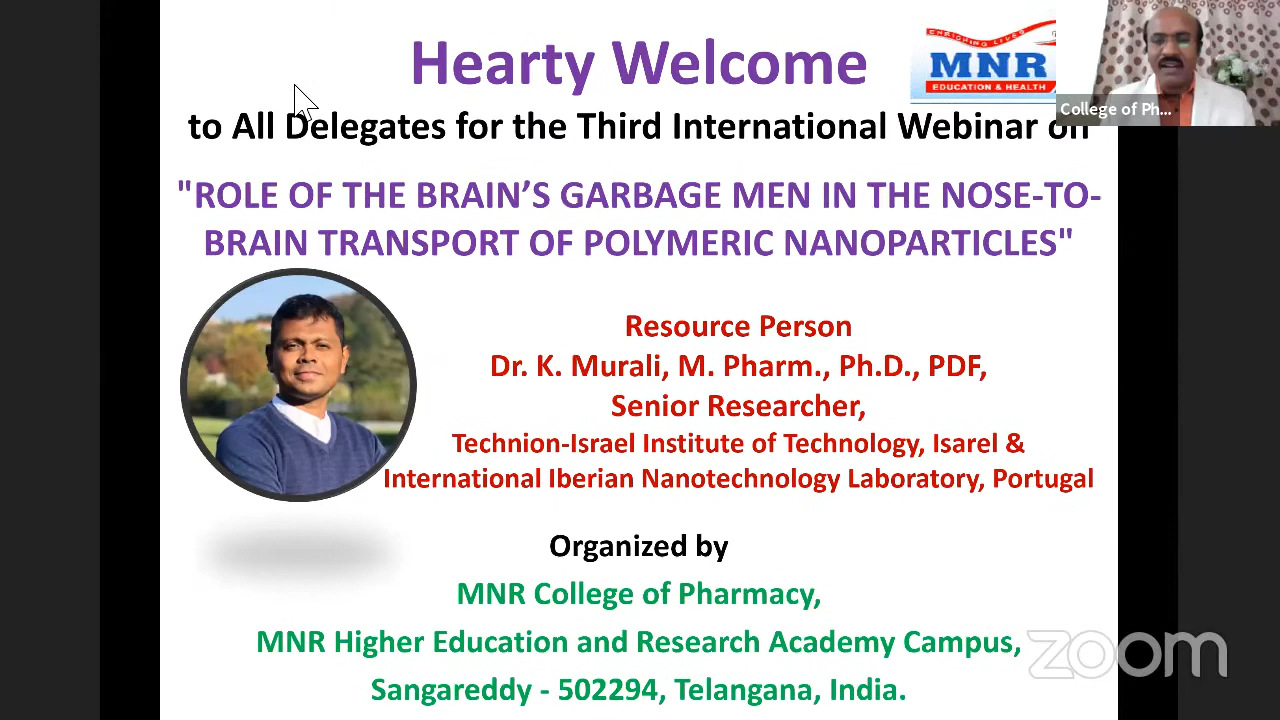 Hearty Welcome
ENRICHING LIVES
MNR
EDUCATION & HEALTH
College of Ph...
to All Delegates for the Third International Webinar on
"ROLE OF THE BRAIN’S GARBAGE MEN IN THE NOSE-TO-
BRAIN TRANSPORT OF POLYMERIC NANOPARTICLES"
Resource Person
Dr. K. Murali, M. Pharm., Ph.D., PDF,
Senior Researcher,
Technion-Israel Institute of Technology, Isarel &
International Iberian Nanotechnology Laboratory, Portugal
Organized by
MNR College of Pharmacy,
MNR Higher Education and Research Academy Campus,
Sangareddy - 502294, Telangana, India.
zoom